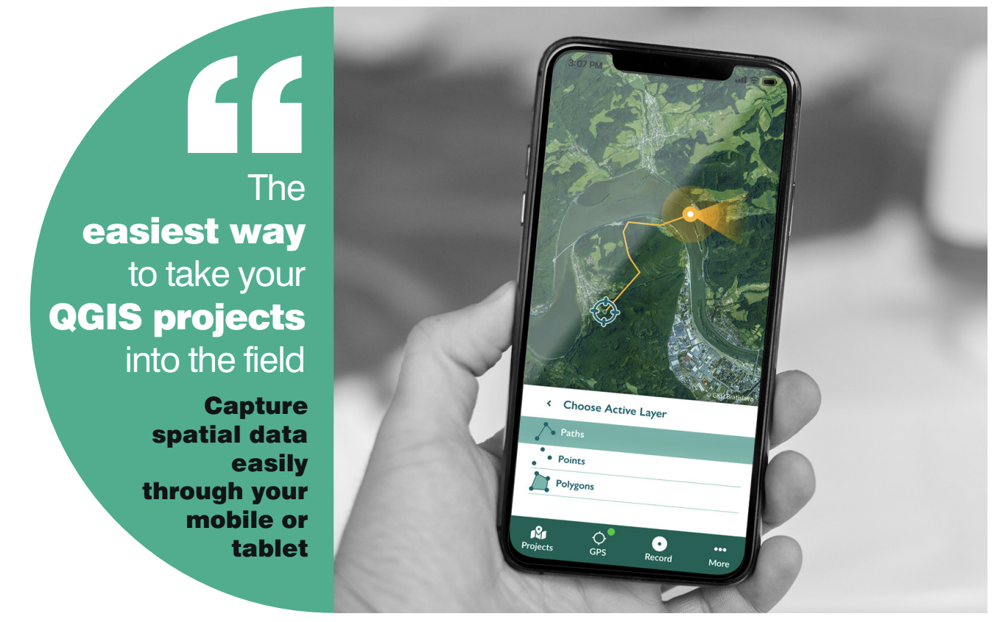 “
The
easiest way
to take your
QGIS projects
into the field
Capture
spatial data
easily
through your
mobile or
tablet
3:07 PM
© GKÚ Bratislava
Choose Active Layer
Paths
Points
Polygons
Projects
GPS
Record
More